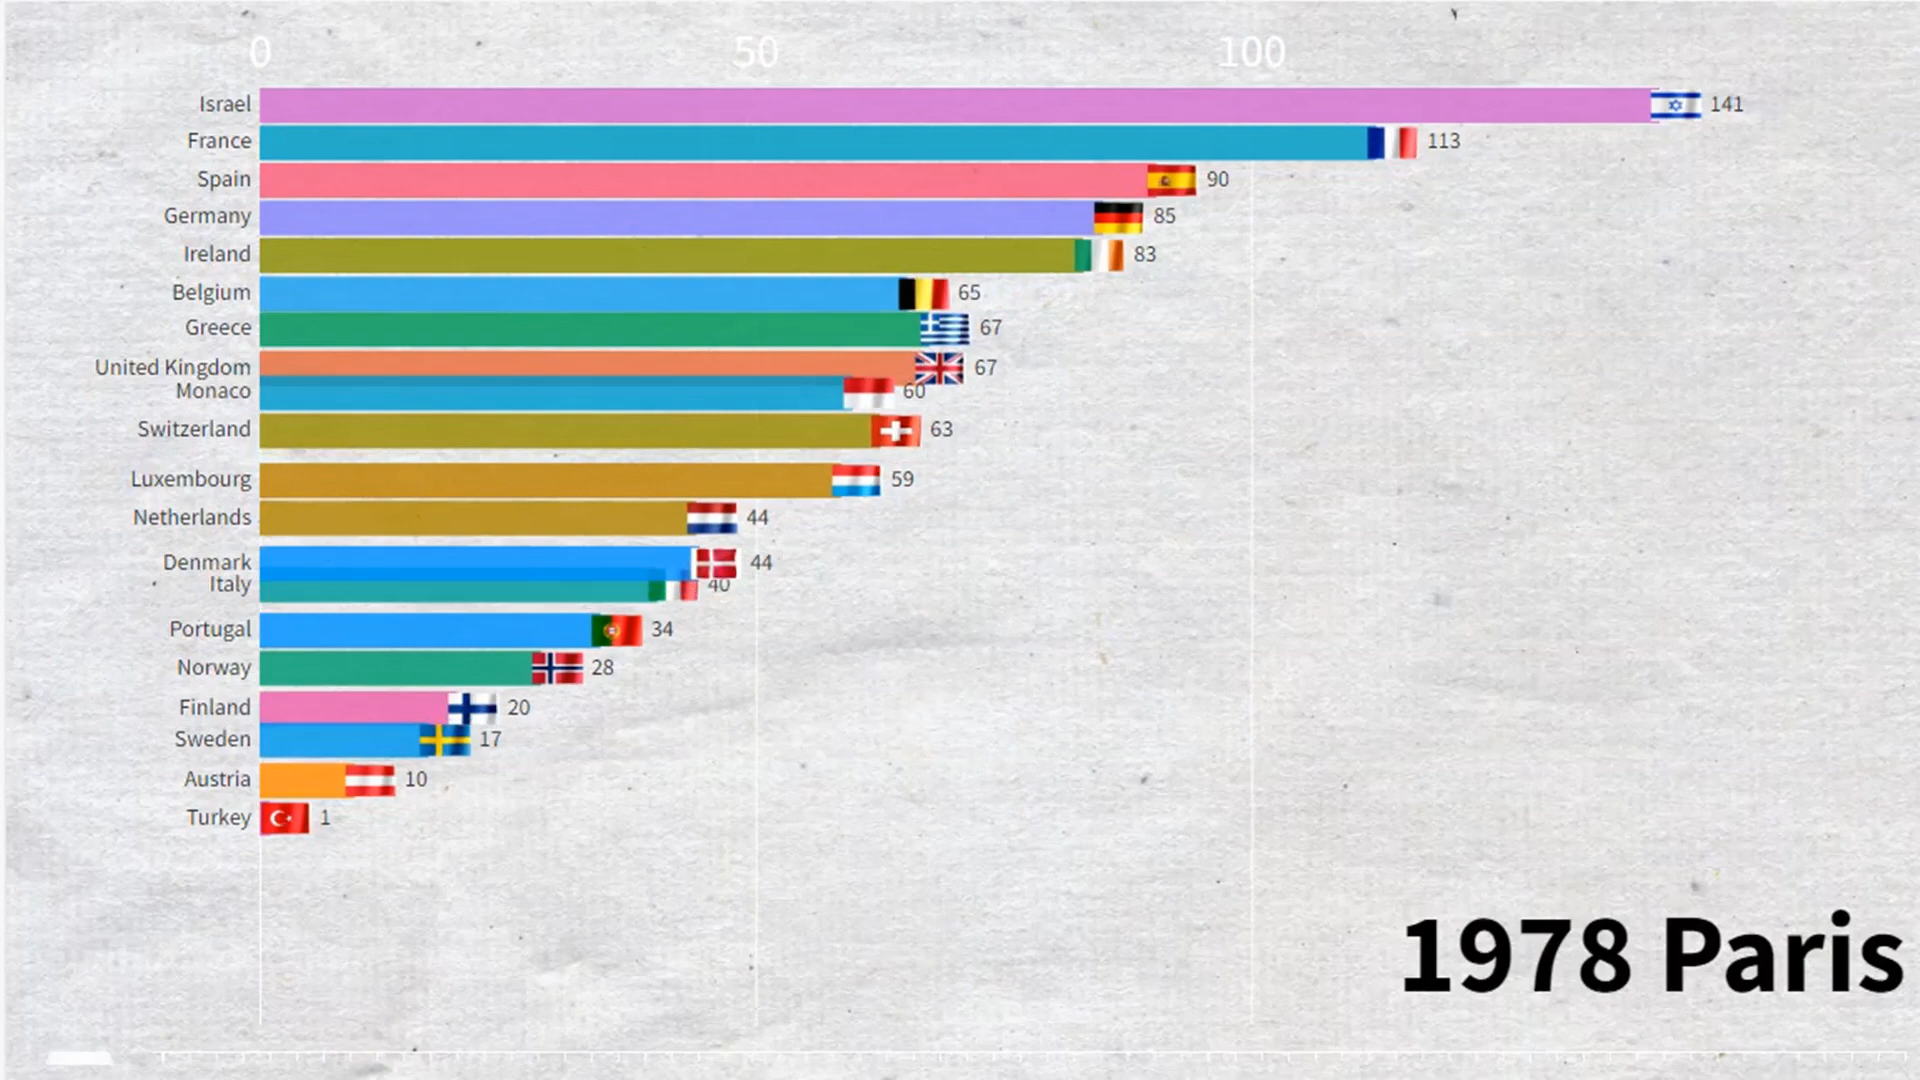 0 50 100
Israel 141
France 113
Spain 90
Germany 85
Ireland 83
Belgium 65
Greece 67
United Kingdom 67
Monaco 60
Switzerland 63
Luxembourg 59
Netherlands 44
Denmark 44
Italy 40
Portugal 34
Norway 28
Finland 20
Sweden 17
Austria 10
Turkey 1
1978 Paris